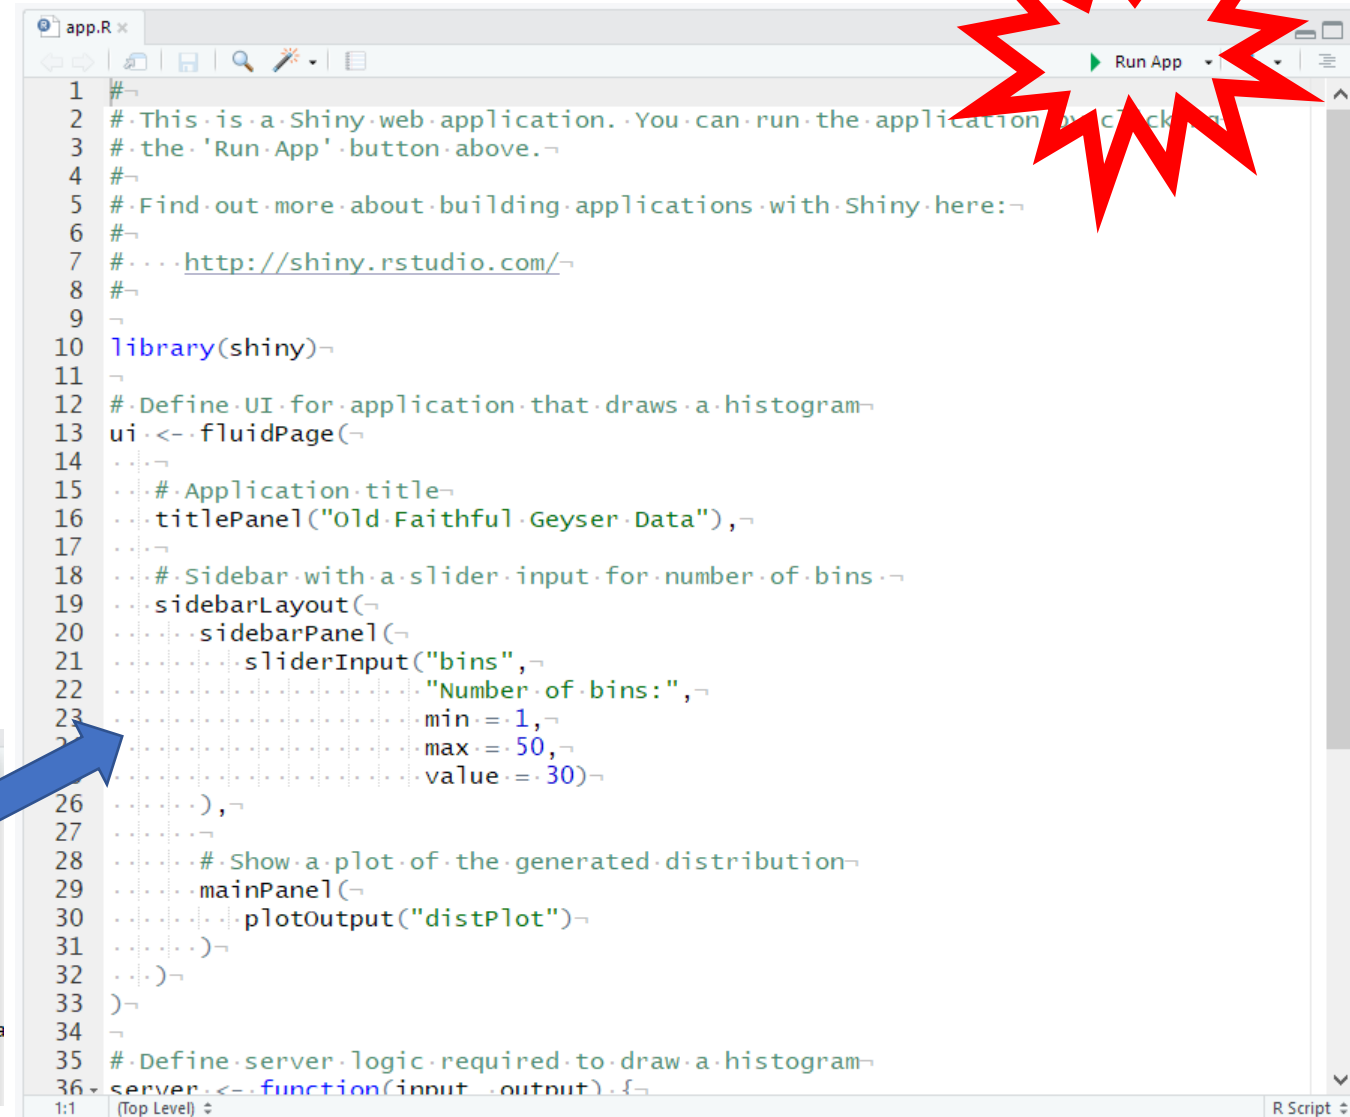 app.R
Run App
1 #
2 # This is a Shiny web application. You can run the application
3 # the 'Run App' button above.
4 #
5 # Find out more about building applications with Shiny here:
6 #
7 #    http://shiny.rstudio.com/
8 #
9
10 library(shiny)
11
12 # Define UI for application that draws a histogram
13 ui <- fluidPage(
14
15    # Application title
16    titlePanel("Old Faithful Geyser Data"),
17
18    # Sidebar with a slider input for number of bins
19    sidebarLayout(
20       sidebarPanel(
21          sliderInput("bins",
22                      "Number of bins:",
23                      min = 1,
                      max = 50,
                      value = 30)
26       ),
27
28       # Show a plot of the generated distribution
29       mainPanel(
30          plotOutput("distPlot")
31       )
32    )
33 )
34
35 # Define server logic required to draw a histogram
36 server <- function(input, output) {
1:1 (Top Level) R Script